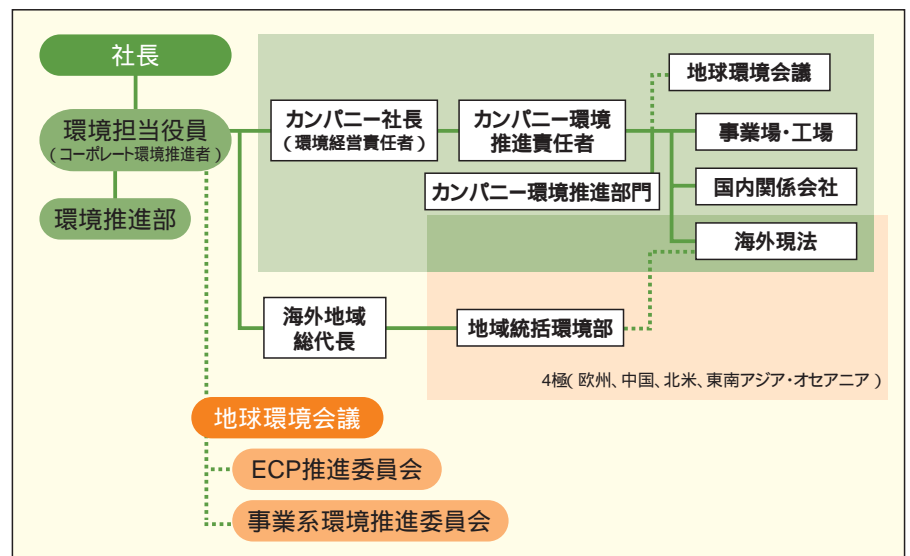 社長
環境担当役員
(コーポレート環境推進者)
環境推進部
カンパニー社長
(環境経営責任者)
カンパニー環境
推進責任者
カンパニー環境推進部門
地球環境会議
事業場・工場
国内関係会社
海外現法
海外地域
総代長
地域統括環境部
4極(欧州、中国、北米、東南アジア・オセアニア)
地球環境会議
ECP推進委員会
事業系環境推進委員会